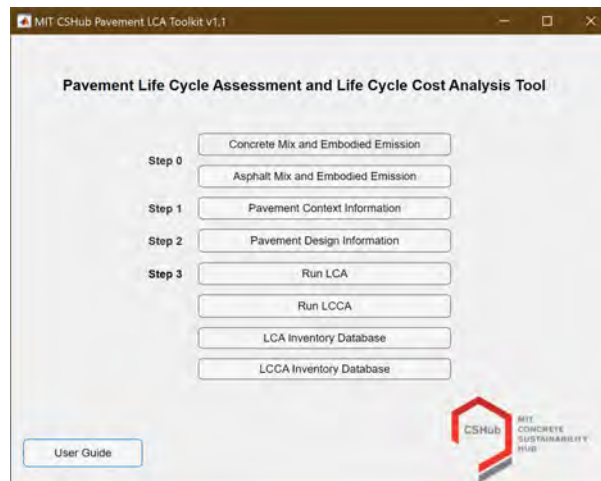 MIT CSHub Pavement LCA Toolkit v1.1
Pavement Life Cycle Assessment and Life Cycle Cost Analysis Tool
Step 0
Concrete Mix and Embodied Emission
Asphalt Mix and Embodied Emission
Step 1
Pavement Context Information
Step 2
Pavement Design Information
Step 3
Run LCA
Run LCCA
LCA Inventory Database
LCCA Inventory Database
User Guide
CSHub
MIT
CONCRETE
SUSTAINABILITY
HUB